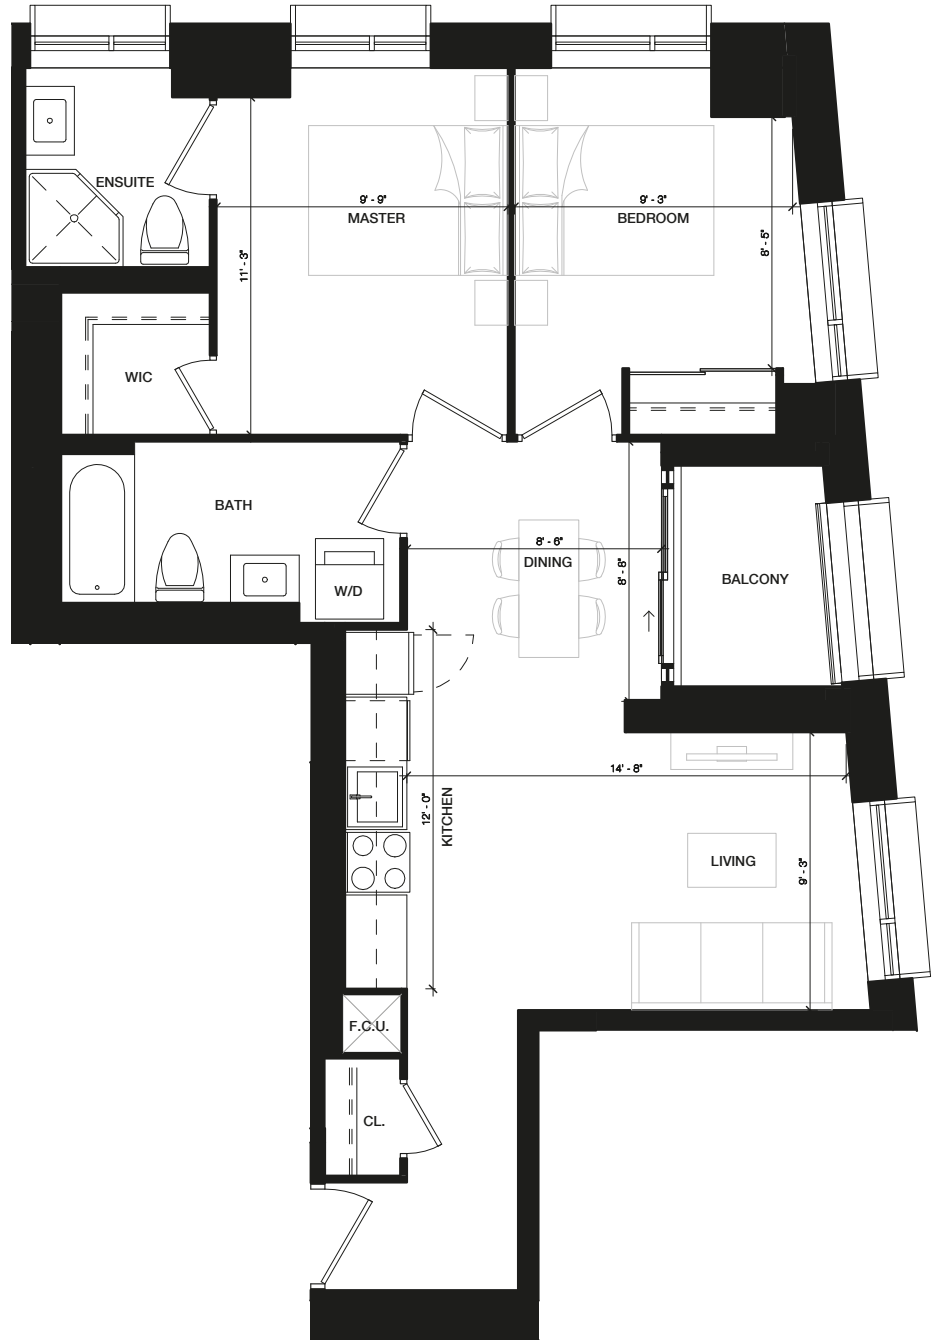 ENSUITE
9' - 9"
MASTER
9' - 3"
BEDROOM
8' - 5"
11' - 3"
WIC
BATH
8' - 6"
DINING
8' - 8"
BALCONY
W/D
14' - 8"
12' - 0"
KITCHEN
LIVING
9' - 3"
F.C.U.
CL.